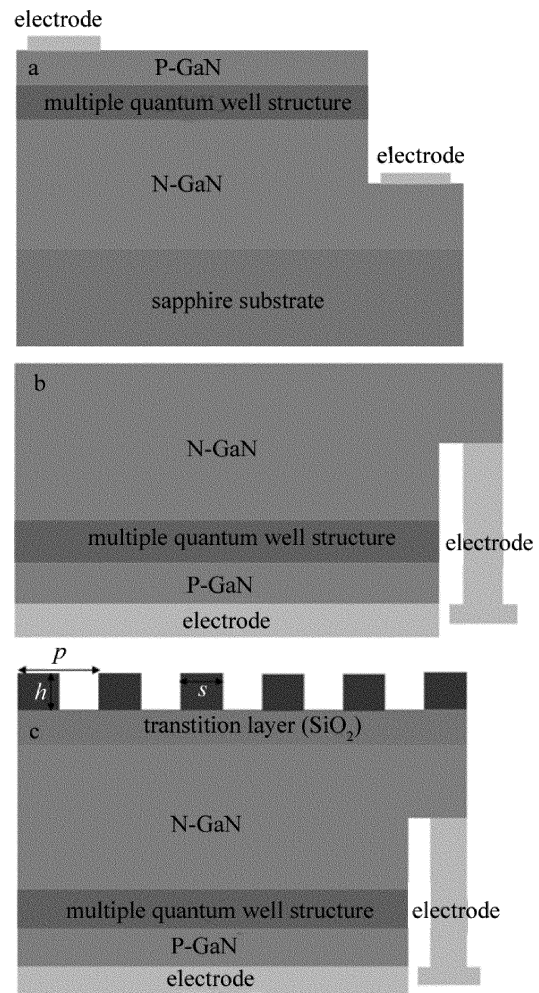 electrode
a
P-GaN
multiple quantum well structure
electrode
N-GaN
sapphire substrate
b
N-GaN
multiple quantum well structure
electrode
P-GaN
electrode
p
h
s
c
transtition layer (SiO₂)
N-GaN
multiple quantum well structure
electrode
P-GaN
electrode